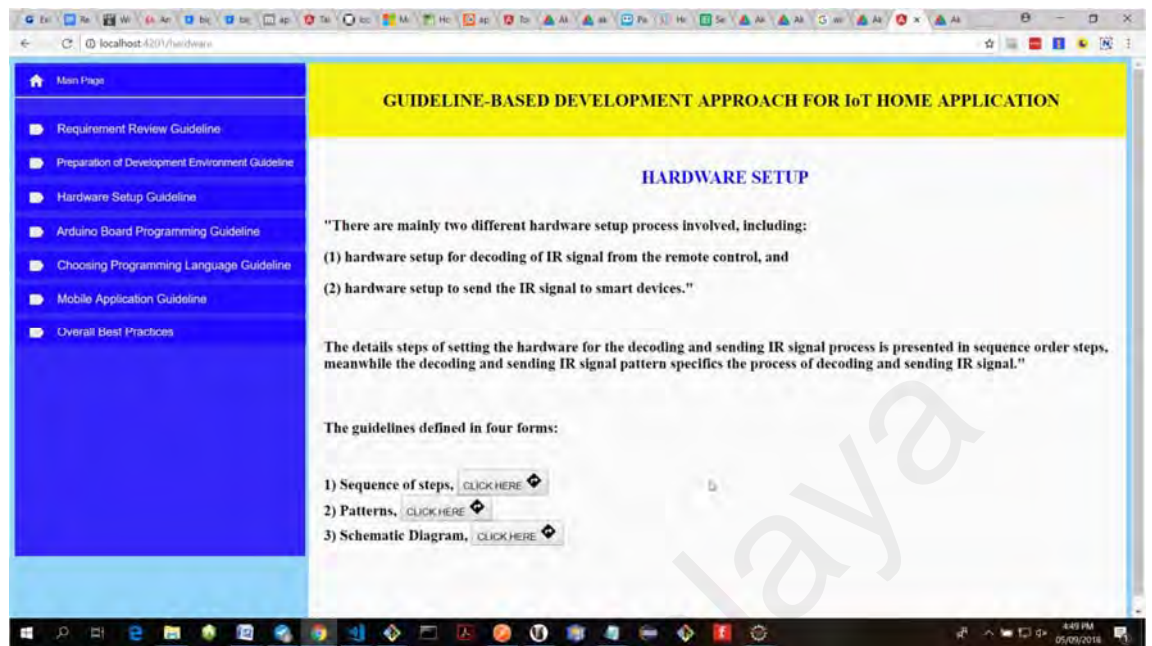 localhost:4201/hardware
Main Page
Requirement Review Guideline
Preparation of Development Environment Guideline
Hardware Setup Guideline
Arduino Board Programming Guideline
Choosing Programming Language Guideline
Mobile Application Guideline
Overall Best Practices
GUIDELINE-BASED DEVELOPMENT APPROACH FOR IoT HOME APPLICATION
HARDWARE SETUP
"There are mainly two different hardware setup process involved, including:
(1) hardware setup for decoding of IR signal from the remote control, and
(2) hardware setup to send the IR signal to smart devices."
The details steps of setting the hardware for the decoding and sending IR signal process is presented in sequence order steps,
meanwhile the decoding and sending IR signal pattern specifics the process of decoding and sending IR signal."
The guidelines defined in four forms:
1) Sequence of steps, CLICK HERE
2) Patterns, CLICK HERE
3) Schematic Diagram, CLICK HERE
laya
4:49 PM
05/09/2018